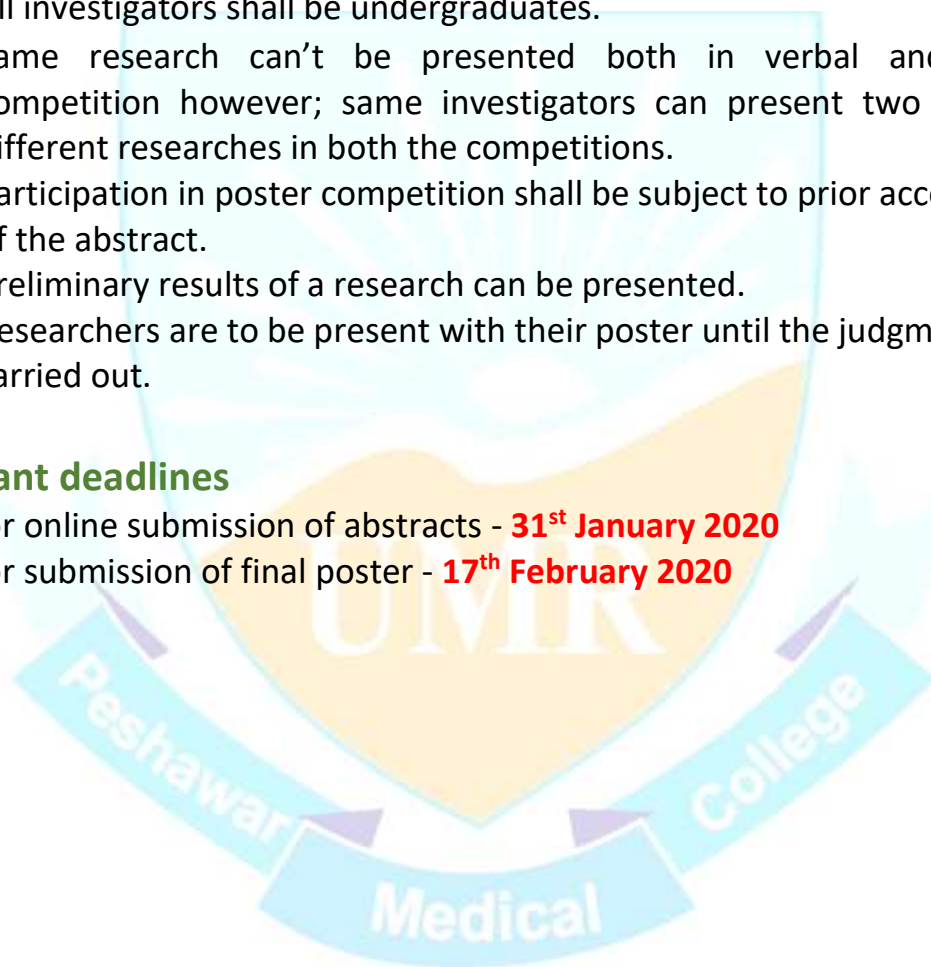 ll investigators shall be undergraduates.
ame research can't be presented both in verbal and
ompetition however; same investigators can present two
ifferent researches in both the competitions.
articipation in poster competition shall be subject to prior acce
f the abstract.
reliminary results of a research can be presented.
esearchers are to be present with their poster until the judgm
arried out.
ant deadlines
or online submission of abstracts - 31st January 2020
or submission of final poster - 17th February 2020
UMR
Peshawar Medical College